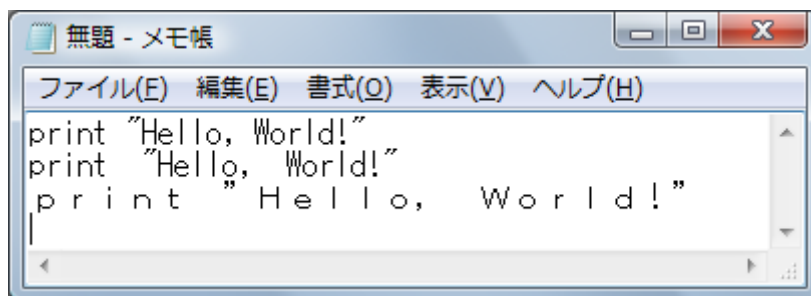 無題 - メモ帳
ファイル(F) 編集(E) 書式(O) 表示(V) ヘルプ(H)
print "Hello, World!"
print　"Hello,　World!"
ｐｒｉｎｔ　”Ｈｅｌｌｏ，　Ｗｏｒｌｄ！”